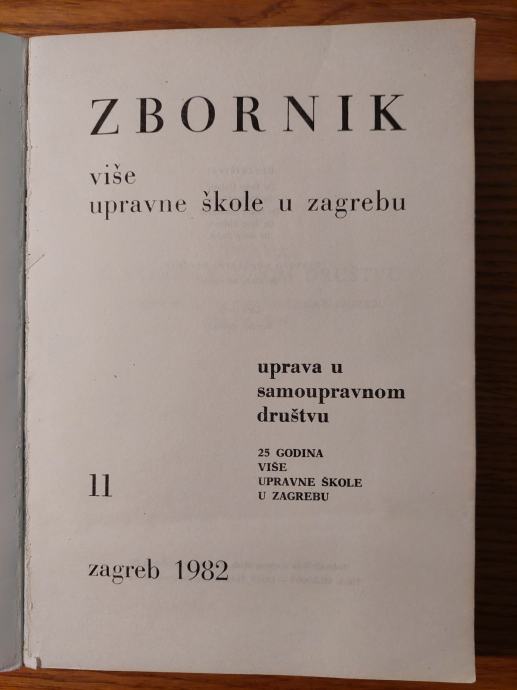 ZBORNIK
više
upravne škole u zagrebu
uprava u
samoupravnom
društvu
25 GODINA
VIŠE
UPRAVNE ŠKOLE
U ZAGREBU
11
zagreb 1982